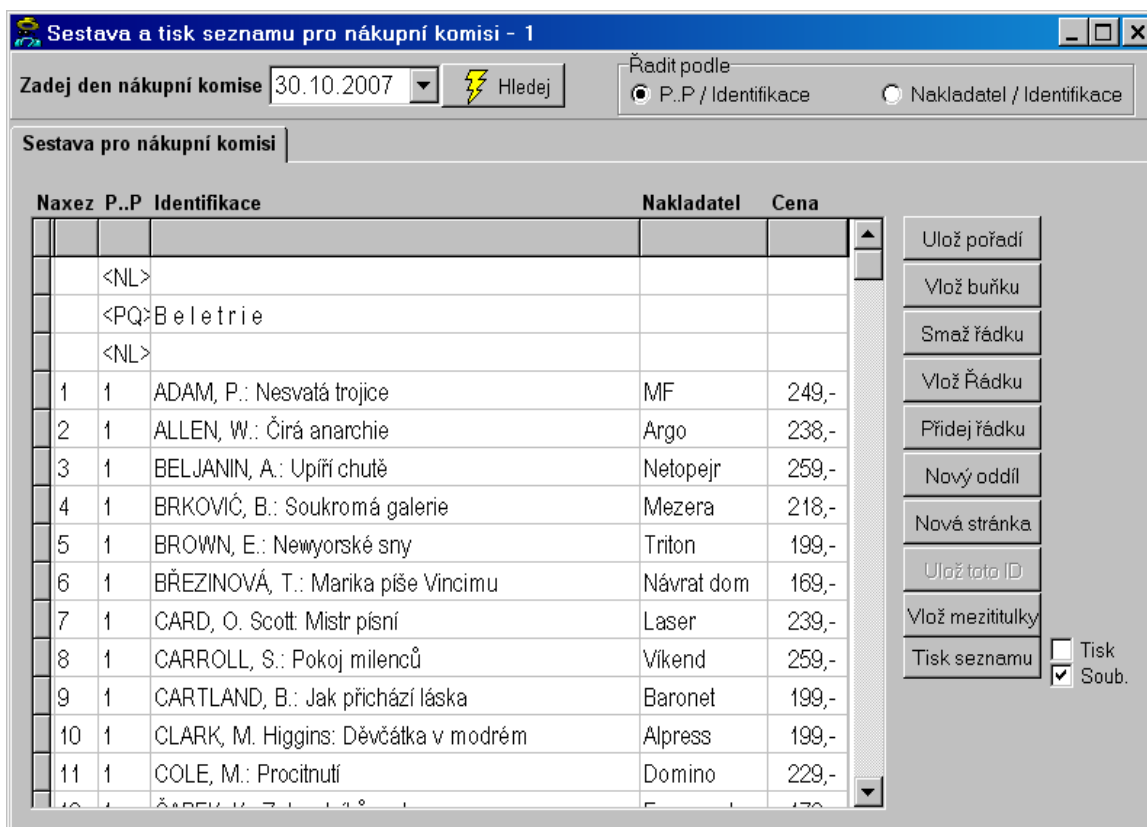 Sestava a tisk seznamu pro nákupní komisi - 1
Zadej den nákupní komise 30.10.2007 Hledej
Řadit podle
P..P / Identifikace Nakladatel / Identifikace
Sestava pro nákupní komisi
Naxez P..P Identifikace Nakladatel Cena
<NL>
<PQ> B e l e t r i e
<NL>
1 1 ADAM, P.: Nesvatá trojice MF 249,-
2 1 ALLEN, W.: Čirá anarchie Argo 238,-
3 1 BELJANIN, A.: Upíří chutě Netopejr 259,-
4 1 BRKOVIĆ, B.: Soukromá galerie Mezera 218,-
5 1 BROWN, E.: Newyorské sny Triton 199,-
6 1 BŘEZINOVÁ, T.: Marika píše Vincimu Návrat dom 169,-
7 1 CARD, O. Scott: Mistr písní Laser 239,-
8 1 CARROLL, S.: Pokoj milenců Víkend 259,-
9 1 CARTLAND, B.: Jak přichází láska Baronet 199,-
10 1 CLARK, M. Higgins: Děvčátka v modrém Alpress 199,-
11 1 COLE, M.: Procitnutí Domino 229,-
Ulož pořadí
Vlož buňku
Smaž řádku
Vlož Řádku
Přidej řádku
Nový oddíl
Nová stránka
Ulož toto ID
Vlož mezititulky
Tisk seznamu
Tisk
Soub.